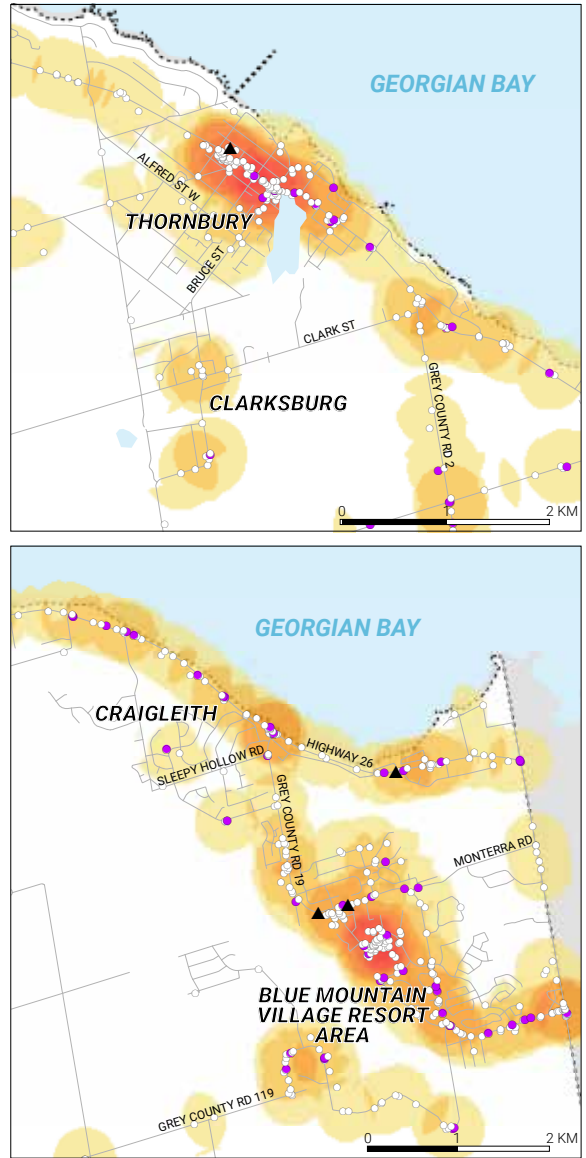 GEORGIAN BAY
ALFRED ST W
THORNBURY
BRUCE ST
CLARK ST
GREY COUNTY RD 2
CLARKSBURG
0 1 2 KM
GEORGIAN BAY
CRAIGLEITH
HIGHWAY 26
SLEEPY HOLLOW RD
GREY COUNTY RD 19
MONTERRA RD
BLUE MOUNTAIN
VILLAGE RESORT
AREA
GREY COUNTY RD 119
0 1 2 KM